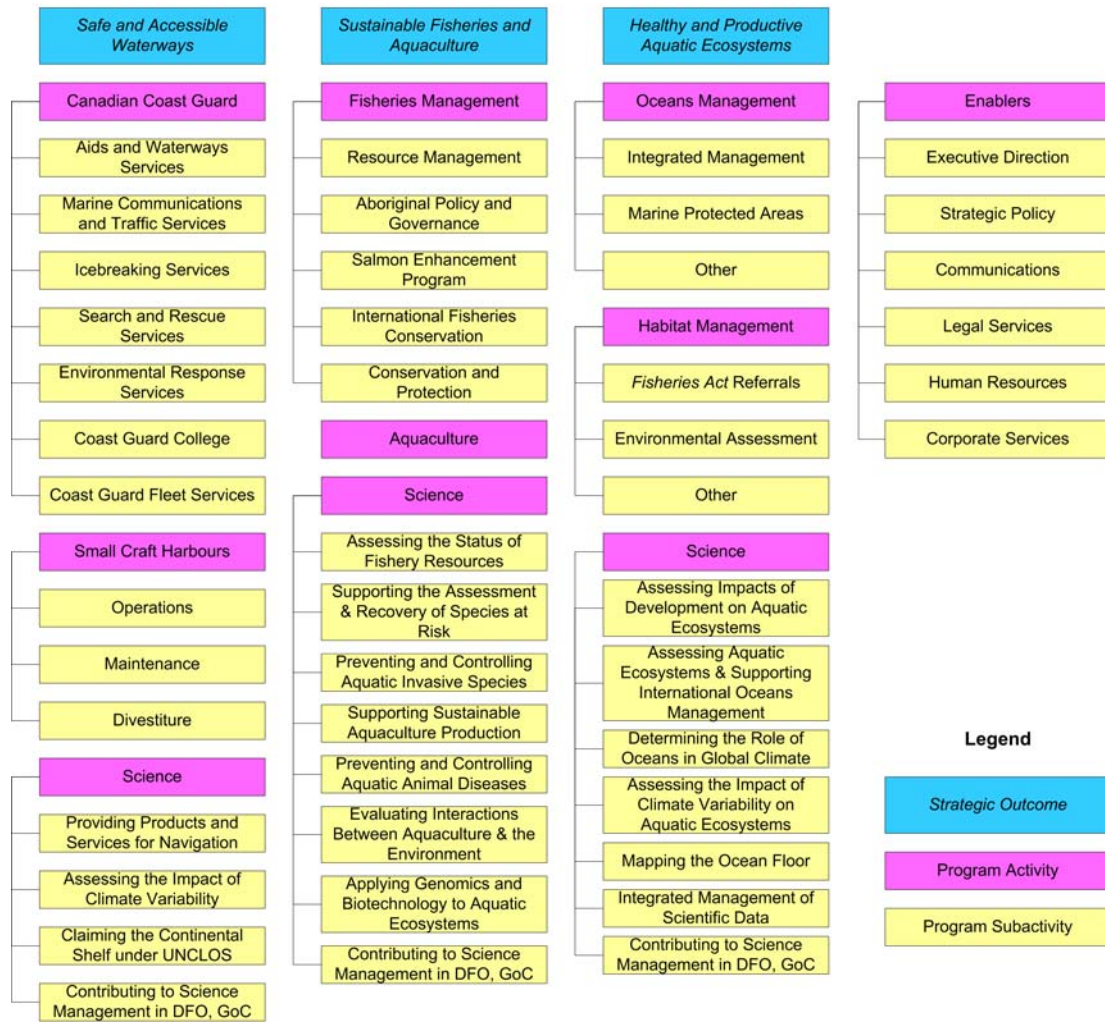 Safe and Accessible
Waterways
Canadian Coast Guard
Aids and Waterways
Services
Marine Communications
and Traffic Services
Icebreaking Services
Search and Rescue
Services
Environmental Response
Services
Coast Guard College
Coast Guard Fleet Services
Small Craft Harbours
Operations
Maintenance
Divestiture
Science
Providing Products and
Services for Navigation
Assessing the Impact of
Climate Variability
Claiming the Continental
Shelf under UNCLOS
Contributing to Science
Management in DFO, GoC
Sustainable Fisheries and
Aquaculture
Fisheries Management
Resource Management
Aboriginal Policy and
Governance
Salmon Enhancement
Program
International Fisheries
Conservation
Conservation and
Protection
Aquaculture
Science
Assessing the Status of
Fishery Resources
Supporting the Assessment
& Recovery of Species at
Risk
Preventing and Controlling
Aquatic Invasive Species
Supporting Sustainable
Aquaculture Production
Preventing and Controlling
Aquatic Animal Diseases
Evaluating Interactions
Between Aquaculture & the
Environment
Applying Genomics and
Biotechnology to Aquatic
Ecosystems
Contributing to Science
Management in DFO, GoC
Healthy and Productive
Aquatic Ecosystems
Oceans Management
Integrated Management
Marine Protected Areas
Other
Habitat Management
Fisheries Act Referrals
Environmental Assessment
Other
Science
Assessing Impacts of
Development on Aquatic
Ecosystems
Assessing Aquatic
Ecosystems & Supporting
International Oceans
Management
Determining the Role of
Oceans in Global Climate
Assessing the Impact of
Climate Variability on
Aquatic Ecosystems
Mapping the Ocean Floor
Integrated Management of
Scientific Data
Contributing to Science
Management in DFO, GoC
Enablers
Executive Direction
Strategic Policy
Communications
Legal Services
Human Resources
Corporate Services
Legend
Strategic Outcome
Program Activity
Program Subactivity